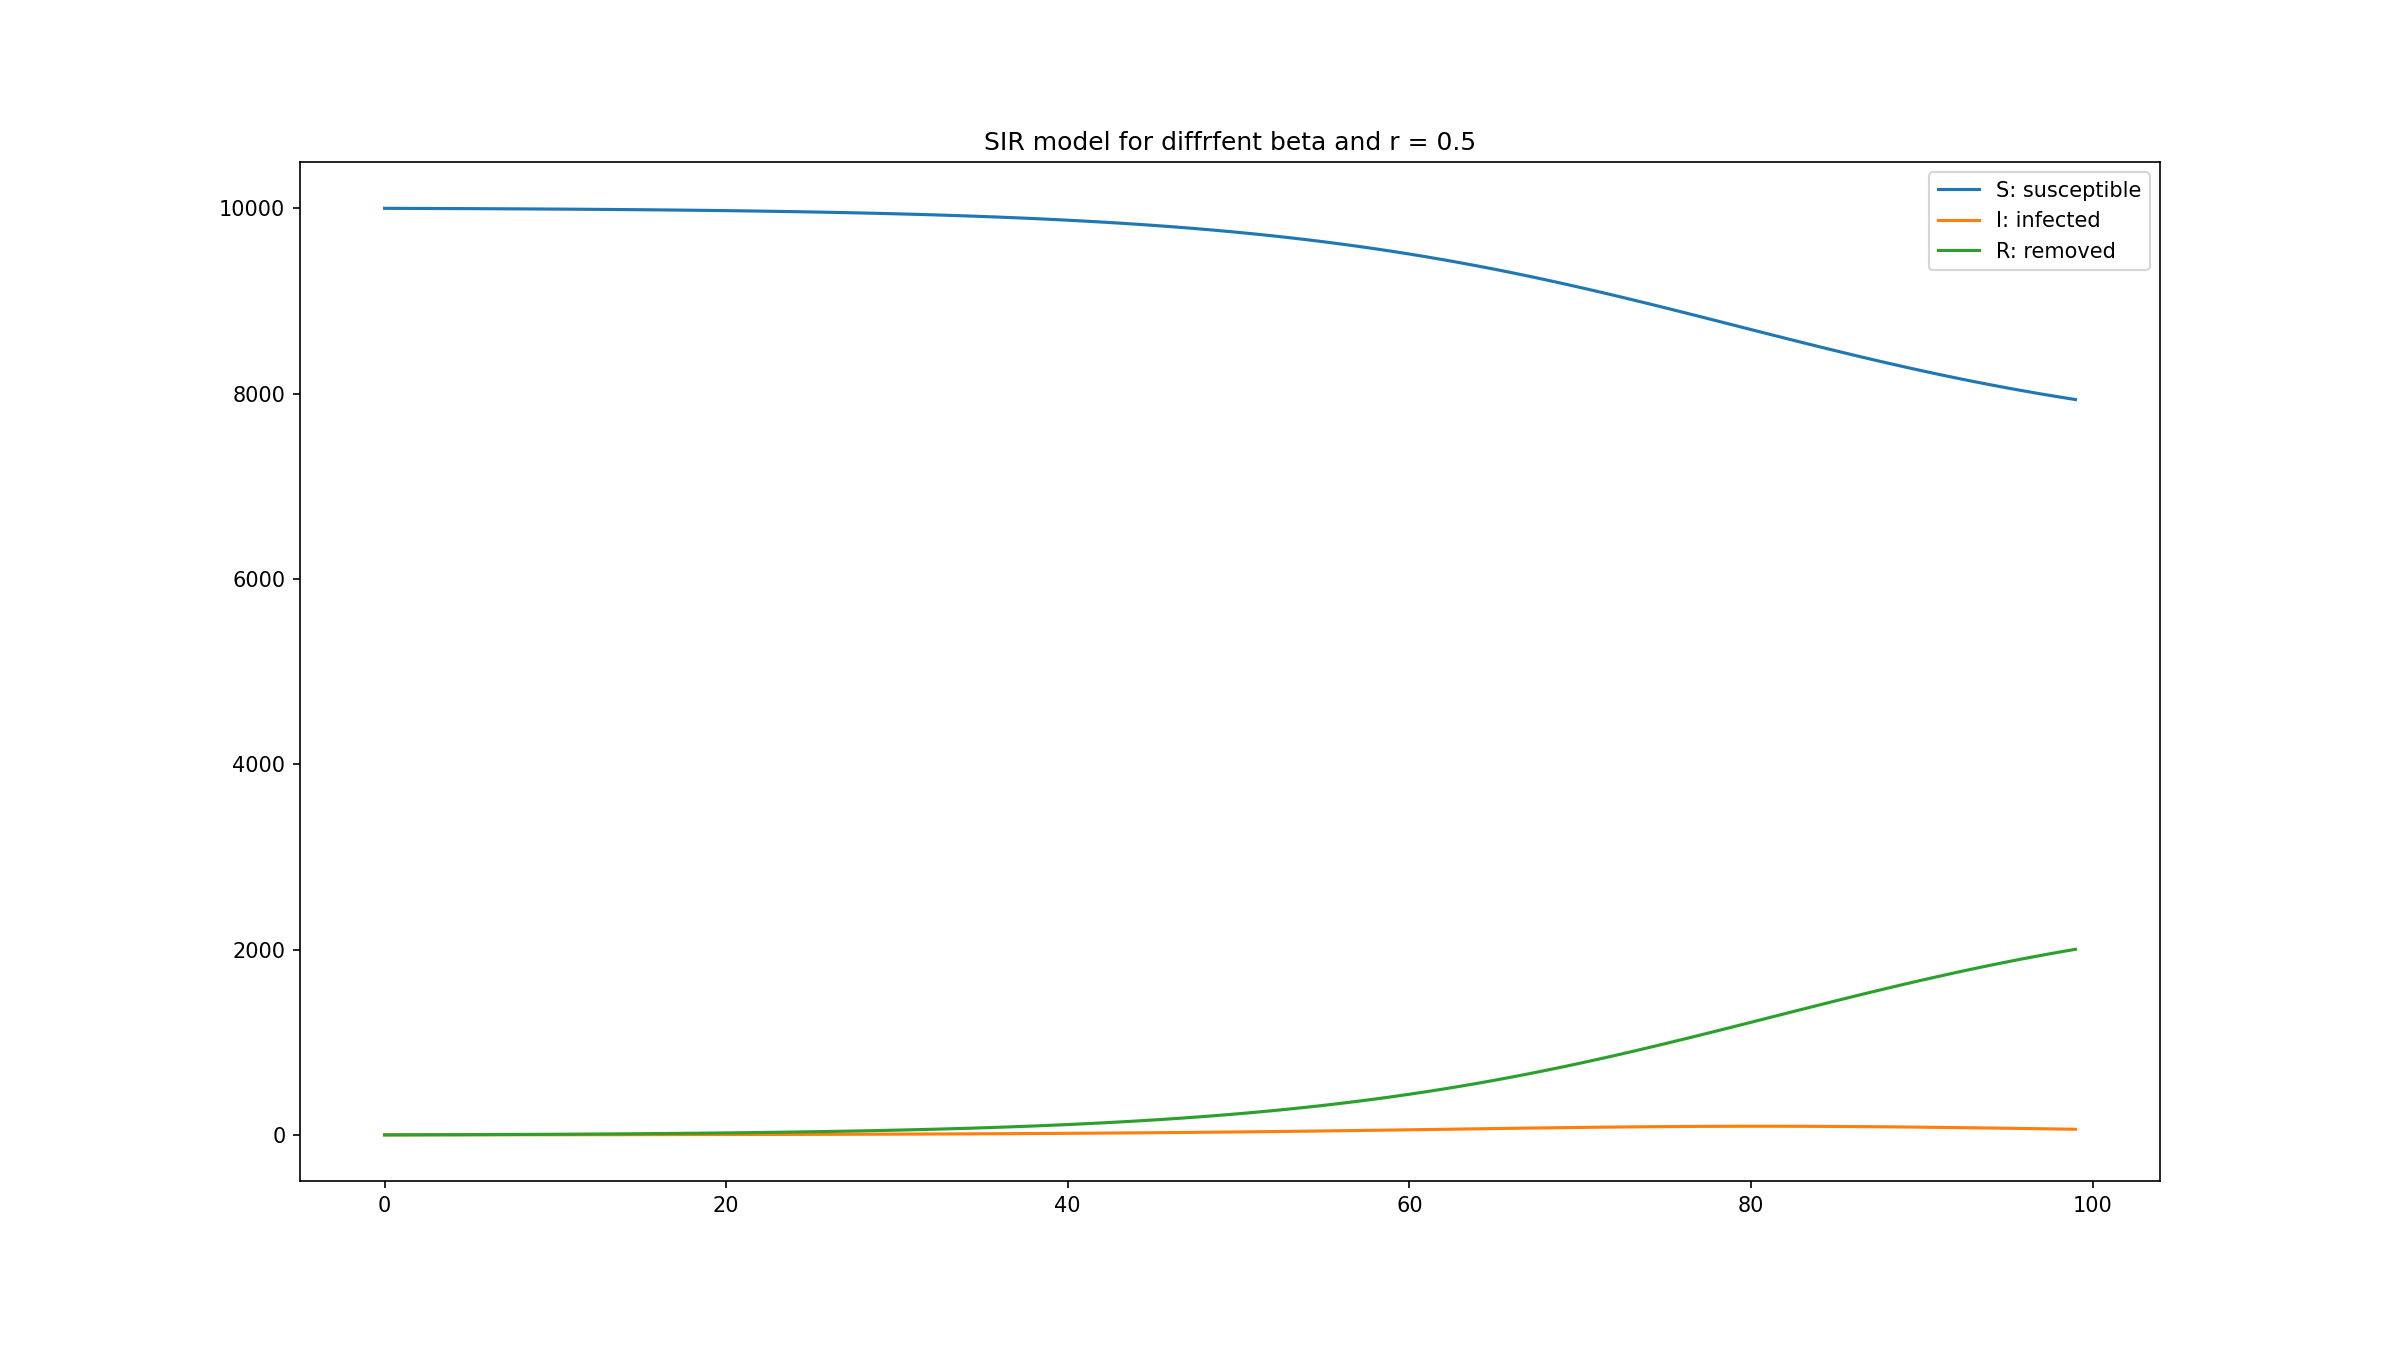 SIR model for diffrfent beta and r = 0.5
S: susceptible
I: infected
R: removed
10000
8000
6000
4000
2000
0
0 20 40 60 80 100